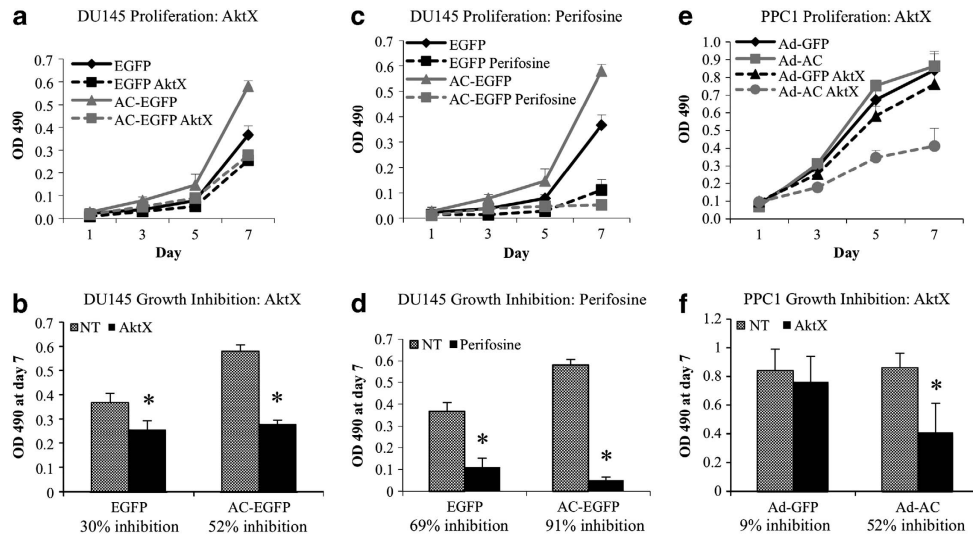 a
DU145 Proliferation: AktX
OD 490
0.7
0.6
0.5
0.4
0.3
0.2
0.1
0.0
EGFP
EGFP AktX
AC-EGFP
AC-EGFP AktX
1 3 5 7
Day
c
DU145 Proliferation: Perifosine
OD 490
0.7
0.6
0.5
0.4
0.3
0.2
0.1
0.0
EGFP
EGFP Perifosine
AC-EGFP
AC-EGFP Perifosine
1 3 5 7
Day
e
PPC1 Proliferation: AktX
OD 490
1.0
0.9
0.8
0.7
0.6
0.5
0.4
0.3
0.2
0.1
0.0
Ad-GFP
Ad-AC
Ad-GFP AktX
Ad-AC AktX
1 3 5 7
Day
b
DU145 Growth Inhibition: AktX
OD 490 at day 7
0.7
0.6
0.5
0.4
0.3
0.2
0.1
0
NT AktX
* *
EGFP AC-EGFP
30% inhibition 52% inhibition
d
DU145 Growth Inhibition: Perifosine
OD 490 at day 7
0.7
0.6
0.5
0.4
0.3
0.2
0.1
0
NT Perifosine
* *
EGFP AC-EGFP
69% inhibition 91% inhibition
f
PPC1 Growth Inhibition: AktX
OD 490 at day 7
1.2
1
0.8
0.6
0.4
0.2
0
NT AktX
*
Ad-GFP Ad-AC
9% inhibition 52% inhibition